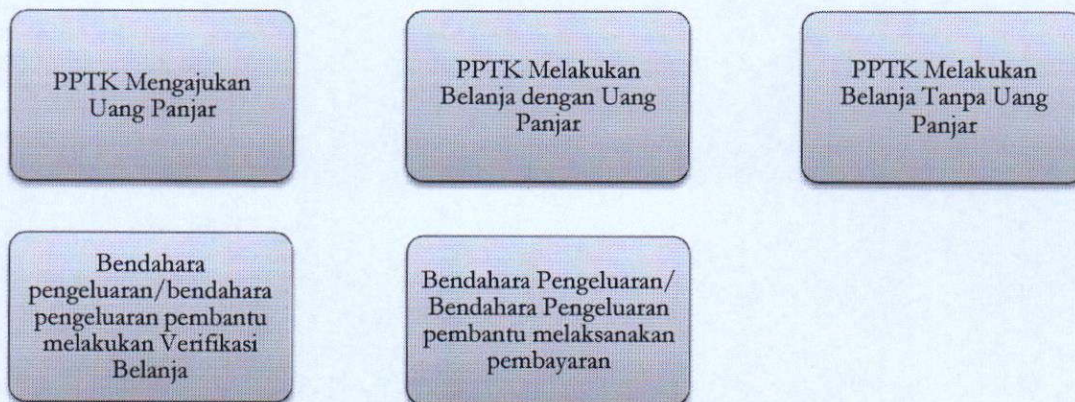 PPTK Mengajukan
Uang Panjar
PPTK Melakukan
Belanja dengan Uang
Panjar
PPTK Melakukan
Belanja Tanpa Uang
Panjar
Bendahara
pengeluaran/bendahara
pengeluaran pembantu
melakukan Verifikasi
Belanja
Bendahara Pengeluaran/
Bendahara Pengeluaran
pembantu melaksanakan
pembayaran